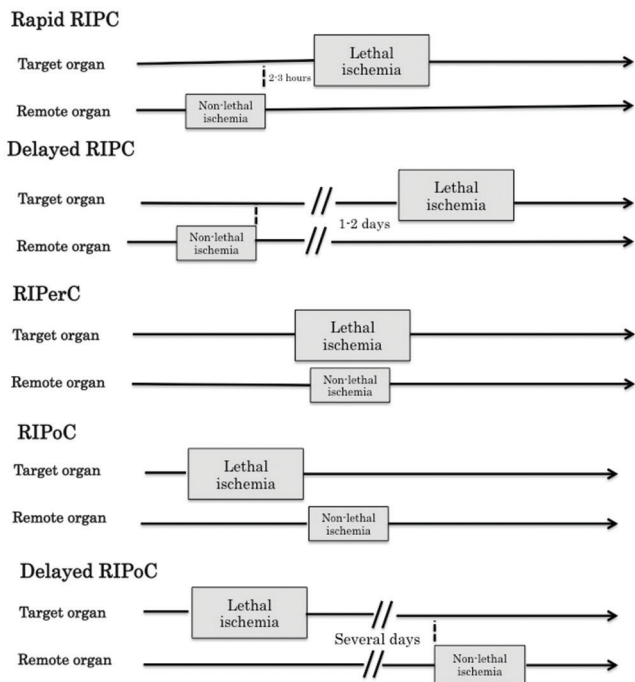 Rapid RIPC
Target organ
Lethal
ischemia
2-3 hours
Remote organ
Non-lethal
ischemia
Delayed RIPC
Target organ
Lethal
ischemia
1-2 days
Remote organ
Non-lethal
ischemia
RIPerC
Target organ
Lethal
ischemia
Remote organ
Non-lethal
ischemia
RIPoC
Target organ
Lethal
ischemia
Remote organ
Non-lethal
ischemia
Delayed RIPoC
Target organ
Lethal
ischemia
Several days
Remote organ
Non-lethal
ischemia